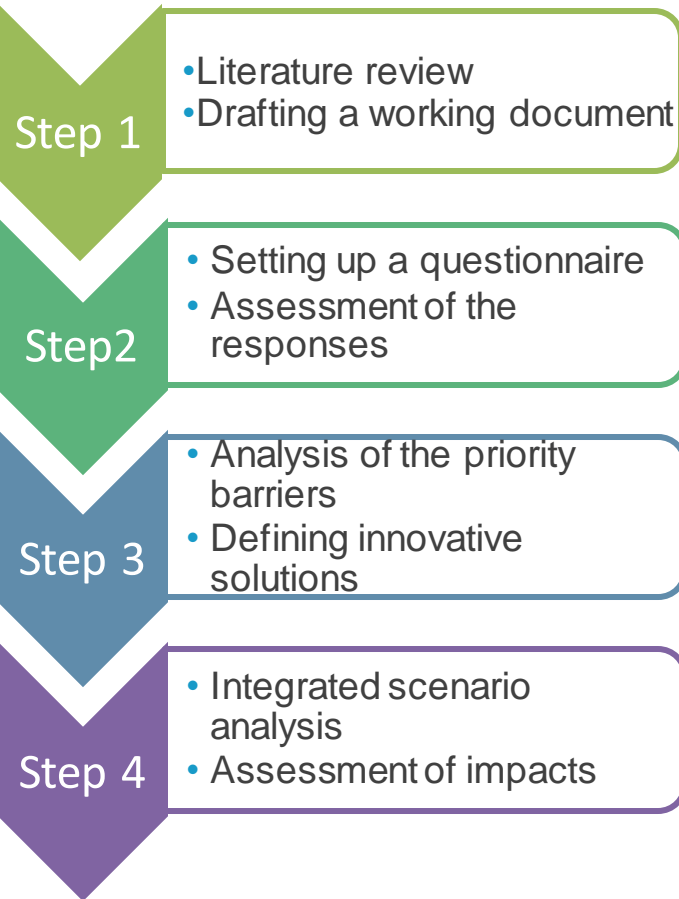 Step 1
•Literature review
•Drafting a working document
Step2
• Setting up a questionnaire
• Assessment of the
responses
Step 3
• Analysis of the priority
barriers
• Defining innovative
solutions
Step 4
• Integrated scenario
analysis
• Assessment of impacts